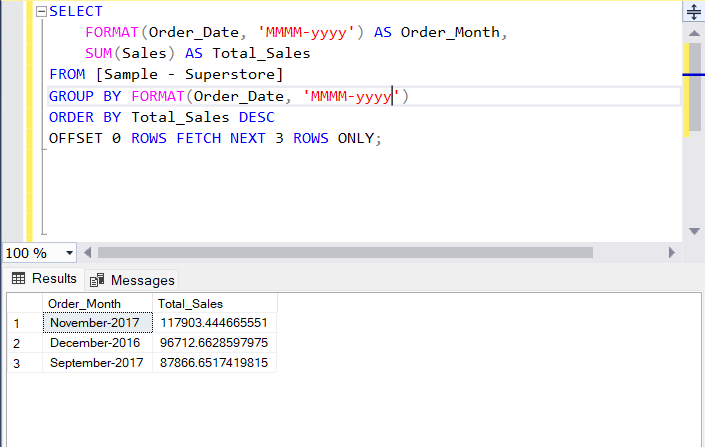 SELECT
FORMAT(Order_Date, 'MMMM-yyyy') AS Order_Month,
SUM(Sales) AS Total_Sales
FROM [Sample - Superstore]
GROUP BY FORMAT(Order_Date, 'MMMM-yyyy')
ORDER BY Total_Sales DESC
OFFSET 0 ROWS FETCH NEXT 3 ROWS ONLY;
100 %
Results Messages
Order_Month Total_Sales
1 November-2017 117903.444665551
2 December-2016 96712.6628597975
3 September-2017 87866.6517419815